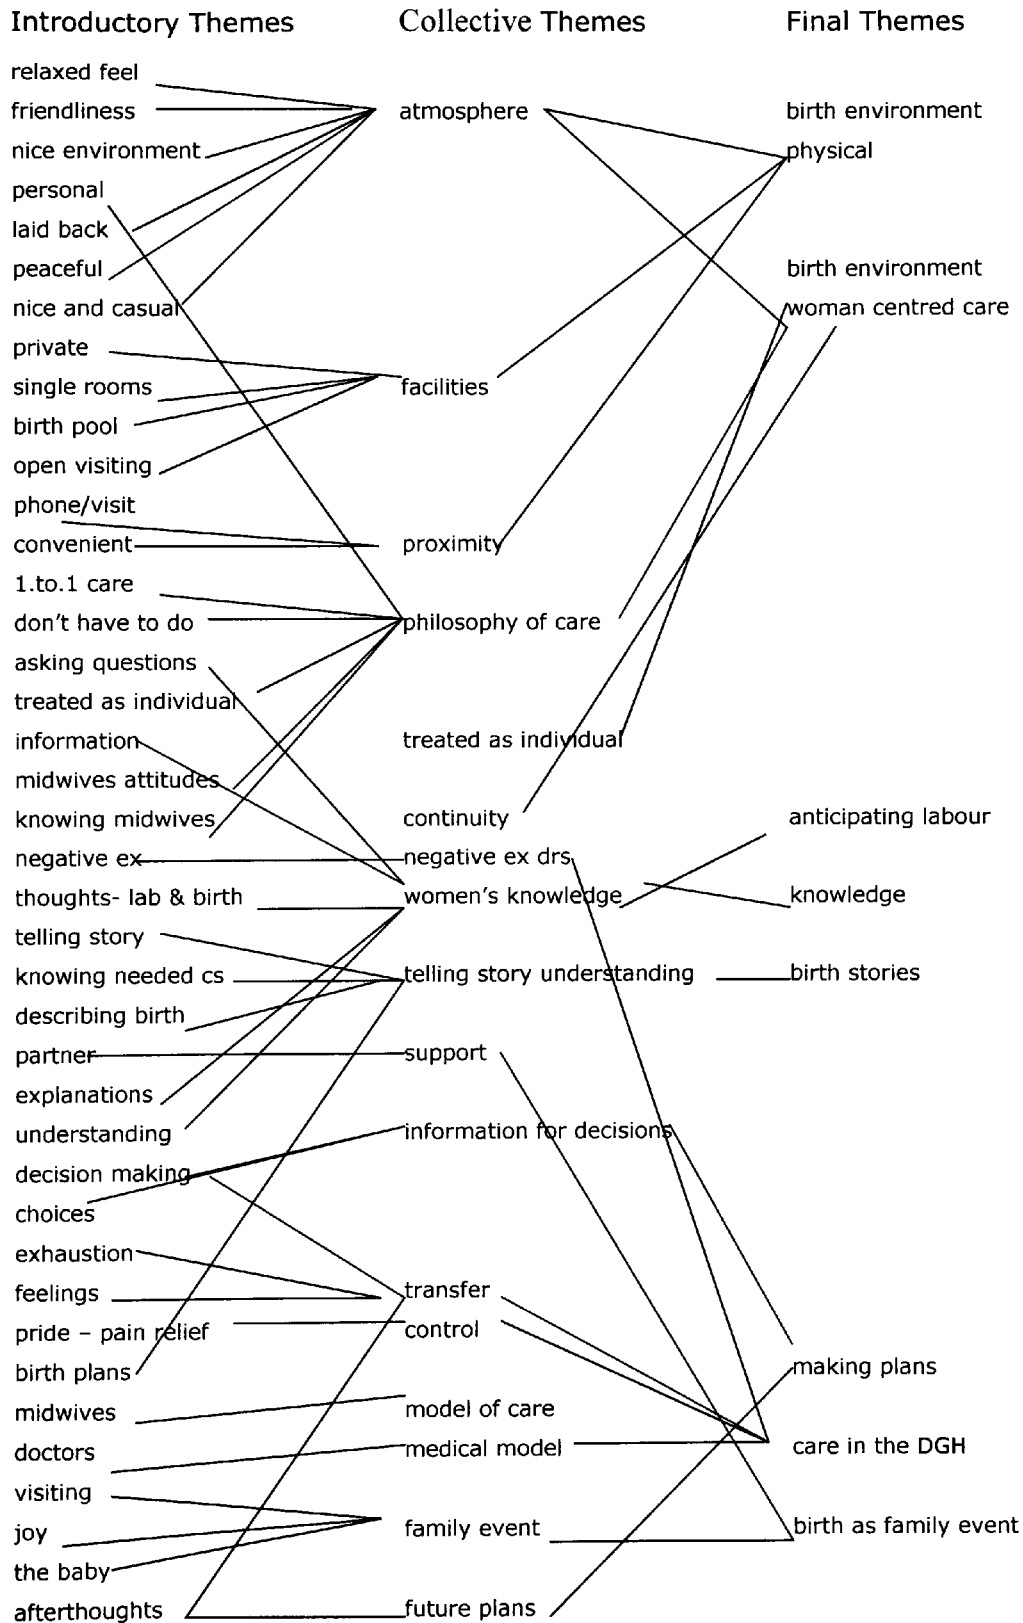 Introductory Themes
Collective Themes
Final Themes
relaxed feel
friendliness
nice environment
personal
laid back
peaceful
nice and casual
private
single rooms
birth pool
open visiting
phone/visit
convenient
1.to.1 care
don't have to do
asking questions
treated as individual
information
midwives attitudes
knowing midwives
negative ex
thoughts- lab & birth
telling story
knowing needed cs
describing birth
partner
explanations
understanding
decision making
choices
exhaustion
feelings
pride – pain relief
birth plans
midwives
doctors
visiting
joy
the baby
afterthoughts
atmosphere
facilities
proximity
philosophy of care
treated as individual
continuity
negative ex drs
women's knowledge
telling story understanding
support
information for decisions
transfer
control
model of care
medical model
family event
future plans
birth environment
physical
birth environment
woman centred care
anticipating labour
knowledge
birth stories
making plans
care in the DGH
birth as family event